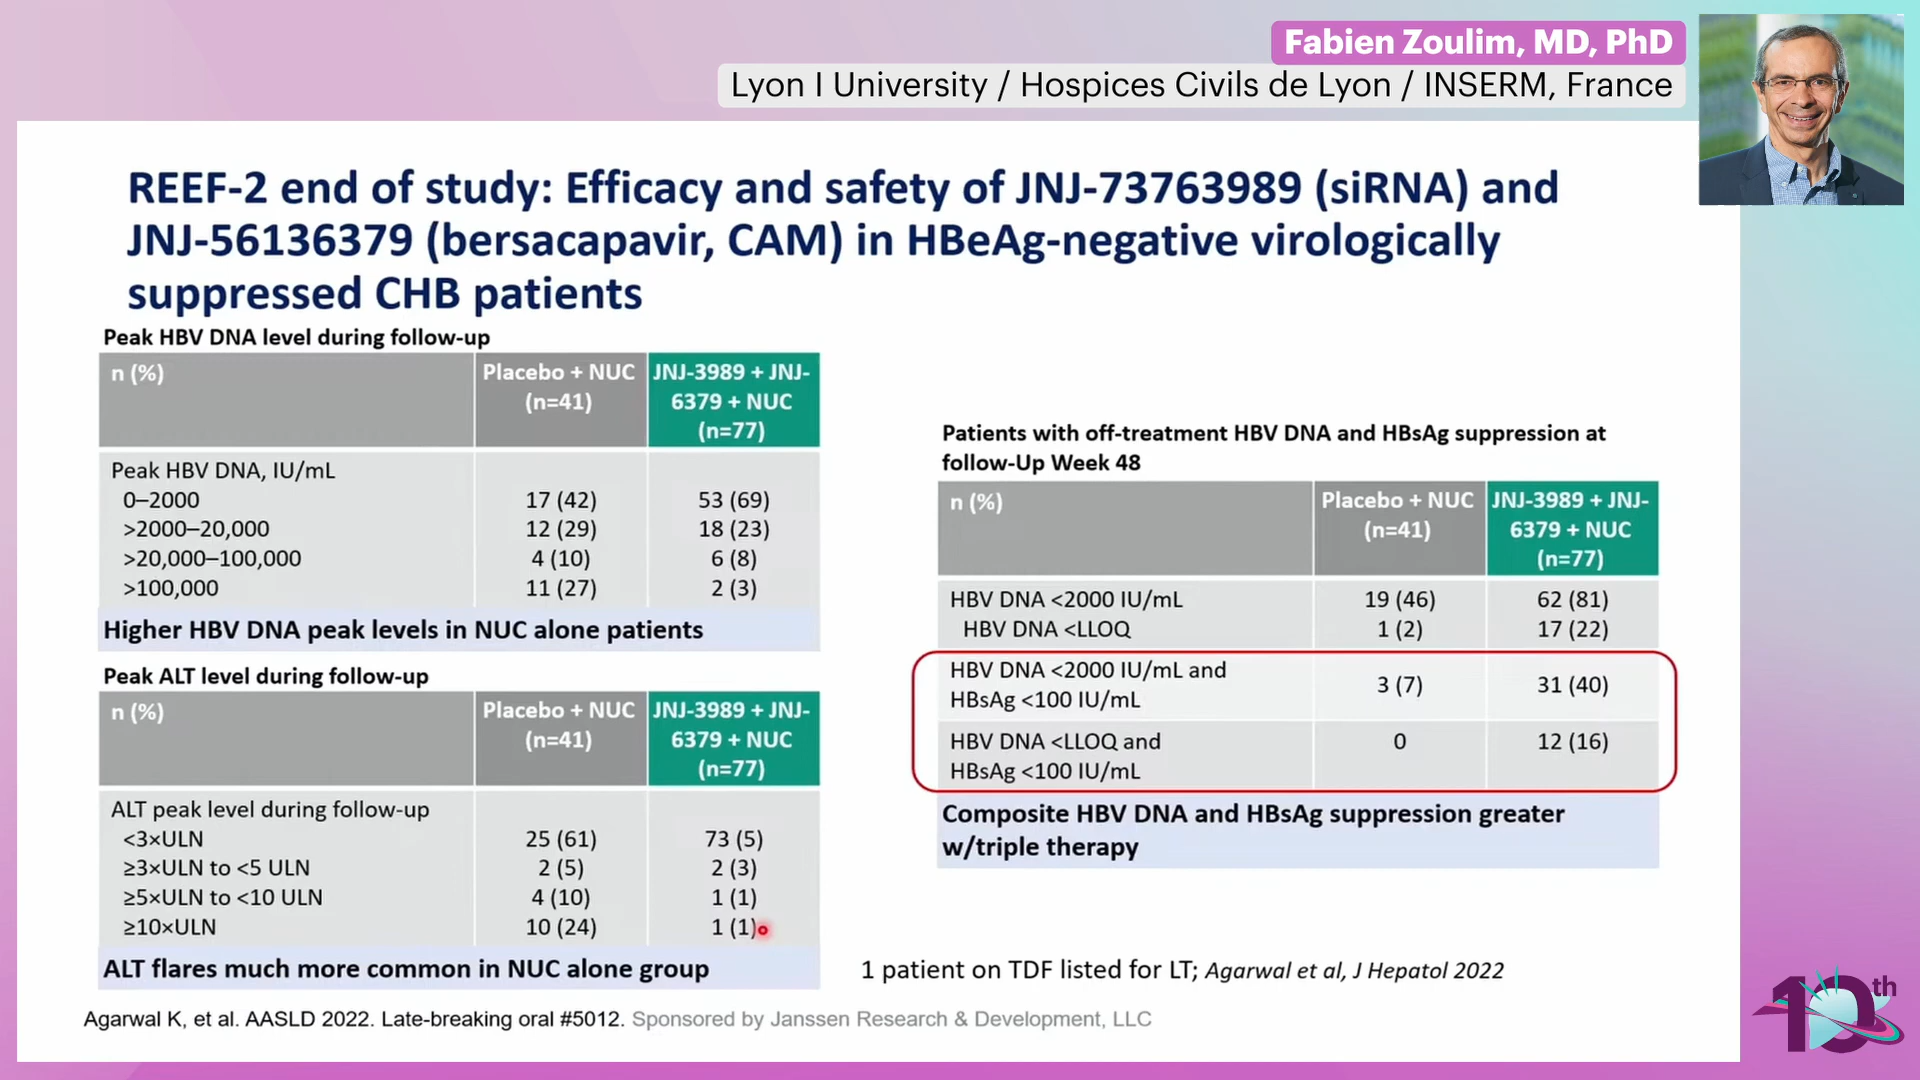 Fabien Zoulim, MD, PhD
Lyon I University / Hospices Civils de Lyon / INSERM, France
REEF-2 end of study: Efficacy and safety of JNJ-73763989 (siRNA) and
JNJ-56136379 (bersacapavir, CAM) in HBeAg-negative virologically
suppressed CHB patients
Peak HBV DNA level during follow-up
n (%) Placebo + NUC (n=41) JNJ-3989 + JNJ-6379 + NUC (n=77)
Peak HBV DNA, IU/mL
0–2000 17 (42) 53 (69)
>2000–20,000 12 (29) 18 (23)
>20,000–100,000 4 (10) 6 (8)
>100,000 11 (27) 2 (3)
Higher HBV DNA peak levels in NUC alone patients
Peak ALT level during follow-up
n (%) Placebo + NUC (n=41) JNJ-3989 + JNJ-6379 + NUC (n=77)
ALT peak level during follow-up
<3×ULN 25 (61) 73 (5)
≥3×ULN to <5 ULN 2 (5) 2 (3)
≥5×ULN to <10 ULN 4 (10) 1 (1)
≥10×ULN 10 (24) 1 (1)
ALT flares much more common in NUC alone group
Patients with off-treatment HBV DNA and HBsAg suppression at
follow-Up Week 48
n (%) Placebo + NUC (n=41) JNJ-3989 + JNJ-6379 + NUC (n=77)
HBV DNA <2000 IU/mL 19 (46) 62 (81)
HBV DNA <LLOQ 1 (2) 17 (22)
HBV DNA <2000 IU/mL and HBsAg <100 IU/mL 3 (7) 31 (40)
HBV DNA <LLOQ and HBsAg <100 IU/mL 0 12 (16)
Composite HBV DNA and HBsAg suppression greater
w/triple therapy
1 patient on TDF listed for LT; Agarwal et al, J Hepatol 2022
Agarwal K, et al. AASLD 2022. Late-breaking oral #5012. Sponsored by Janssen Research & Development, LLC
10th